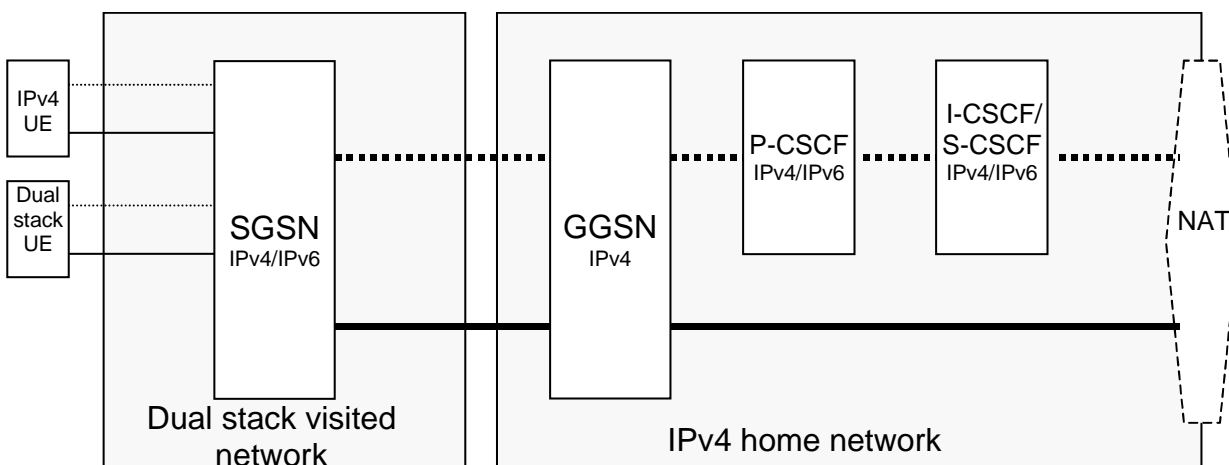 IPv4
UE
Dual
stack
UE
SGSN
IPv4/IPv6
Dual stack visited
network
GGSN
IPv4
P-CSCF
IPv4/IPv6
I-CSCF/
S-CSCF
IPv4/IPv6
NAT
IPv4 home network